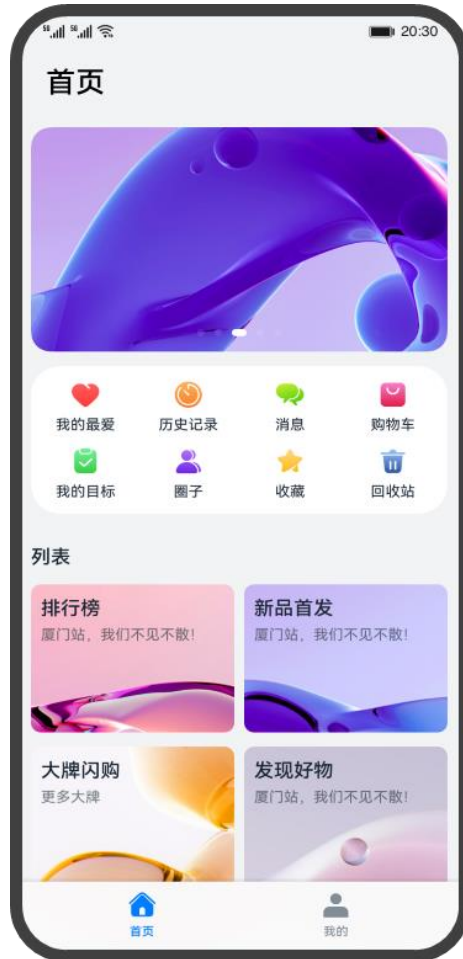 5G 5G 20:30
首页
我的最爱 历史记录 消息 购物车
我的目标 圈子 收藏 回收站
列表
排行榜 新品首发
厦门站，我们不见不散！ 厦门站，我们不见不散！
大牌闪购 发现好物
更多大牌 厦门站，我们不见不散！
首页 我的